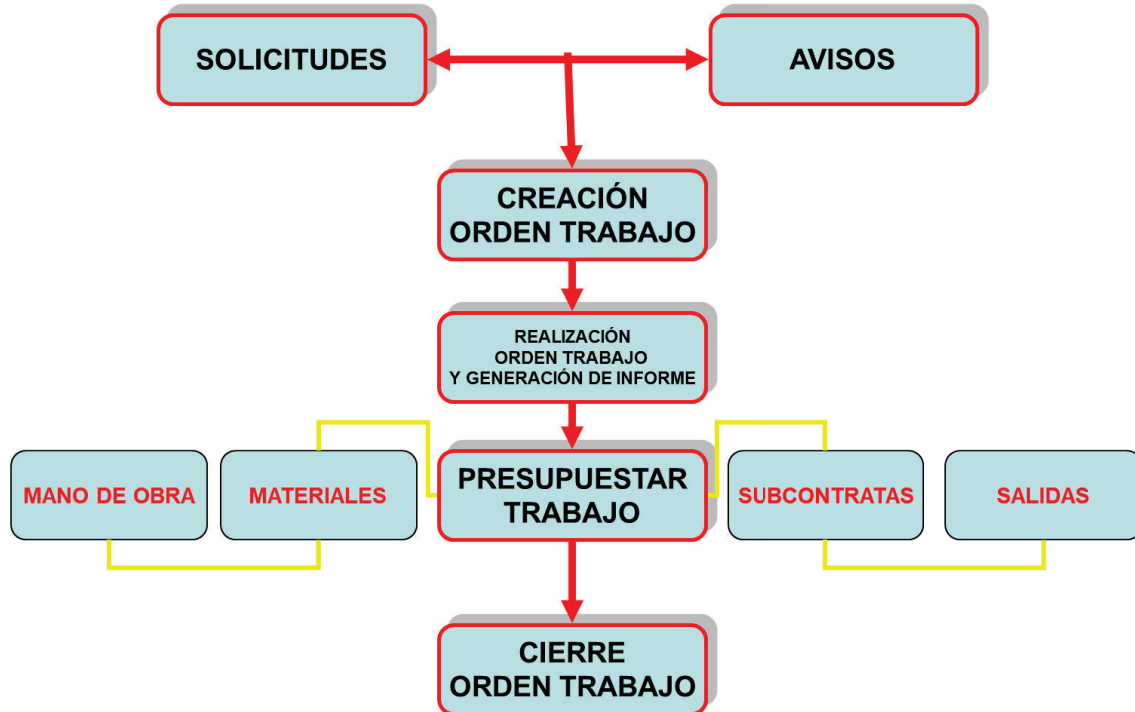 SOLICITUDES
AVISOS
CREACIÓN
ORDEN TRABAJO
REALIZACIÓN
ORDEN TRABAJO
Y GENERACIÓN DE INFORME
MANO DE OBRA
MATERIALES
PRESUPUESTAR
TRABAJO
SUBCONTRATAS
SALIDAS
CIERRE
ORDEN TRABAJO